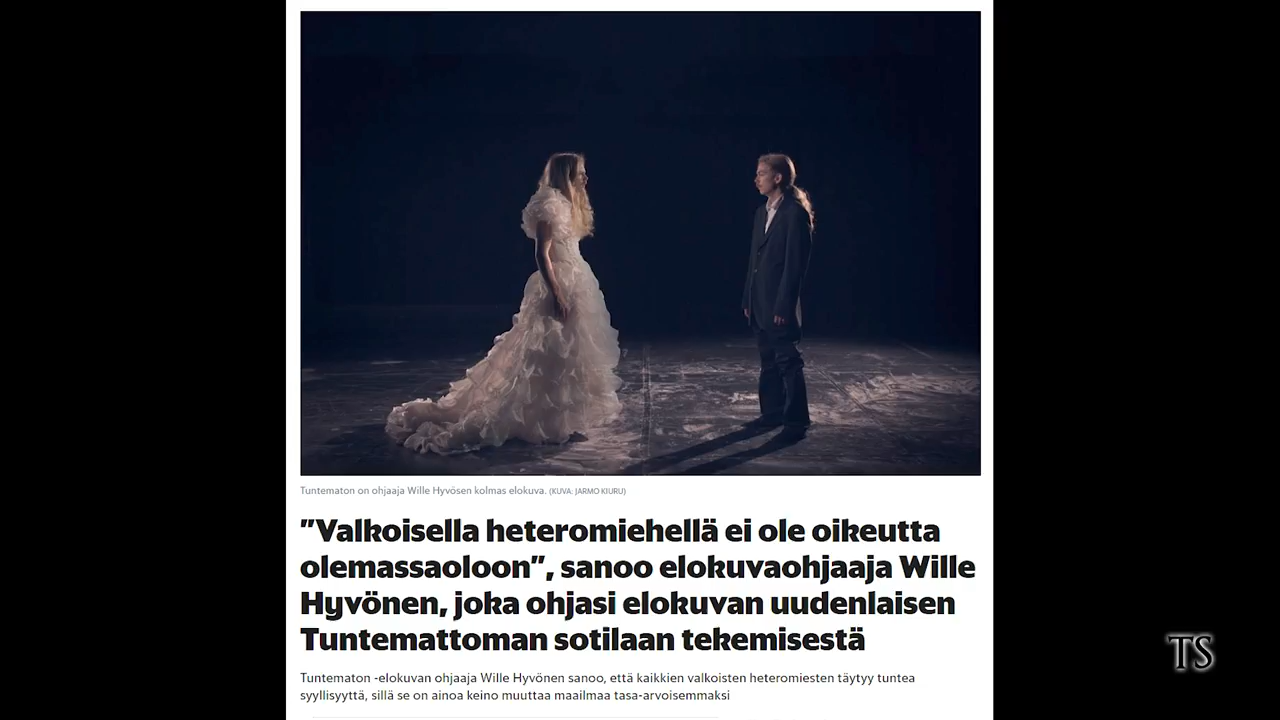 Tuntematon on ohjaaja Wille Hyvösen kolmas elokuva. (KUVA: JARMO KIURU)
”Valkoisella heteromiehellä ei ole oikeutta
olemassaoloon”, sanoo elokuvaohjaaja Wille
Hyvönen, joka ohjasi elokuvan uudenlaisen
Tuntemattoman sotilaan tekemisestä
Tuntematon -elokuvan ohjaaja Wille Hyvönen sanoo, että kaikkien valkoisten heteromiesten täytyy tuntea
syyllisyyttä, sillä se on ainoa keino muuttaa maailmaa tasa-arvoisemmaksi
TS